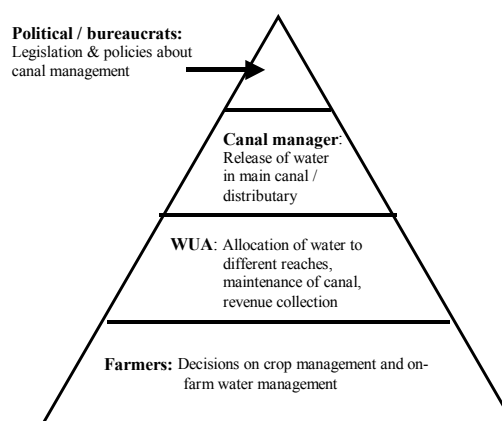 Political / bureaucrats:
Legislation & policies about
canal management
Canal manager:
Release of water
in main canal /
distributary
WUA: Allocation of water to
different reaches,
maintenance of canal,
revenue collection
Farmers: Decisions on crop management and on-
farm water management